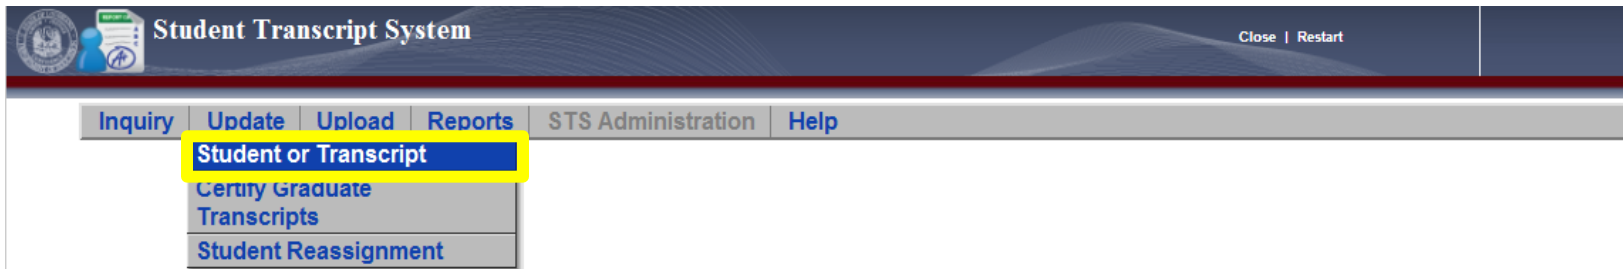 Student Transcript System
Close | Restart
Inquiry Update Upload Reports STS Administration Help
Student or Transcript
Certify Graduate
Transcripts
Student Reassignment